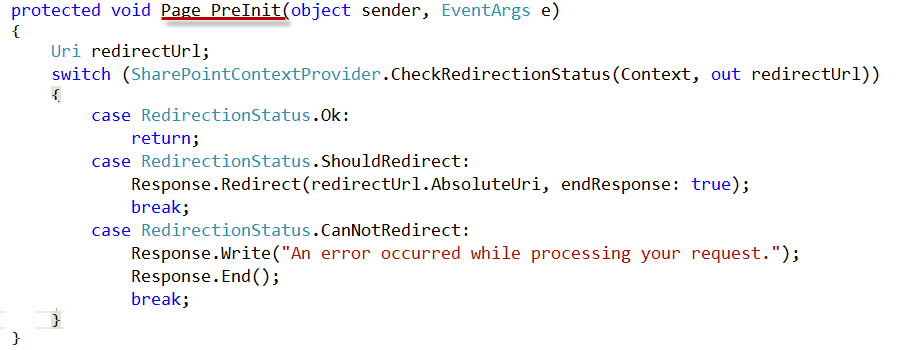 protected void Page_PreInit(object sender, EventArgs e)
{
Uri redirectUrl;
switch (SharePointContextProvider.CheckRedirectionStatus(Context, out redirectUrl))
{
case RedirectionStatus.Ok:
return;
case RedirectionStatus.ShouldRedirect:
Response.Redirect(redirectUrl.AbsoluteUri, endResponse: true);
break;
case RedirectionStatus.CanNotRedirect:
Response.Write("An error occurred while processing your request.");
Response.End();
break;
}
}